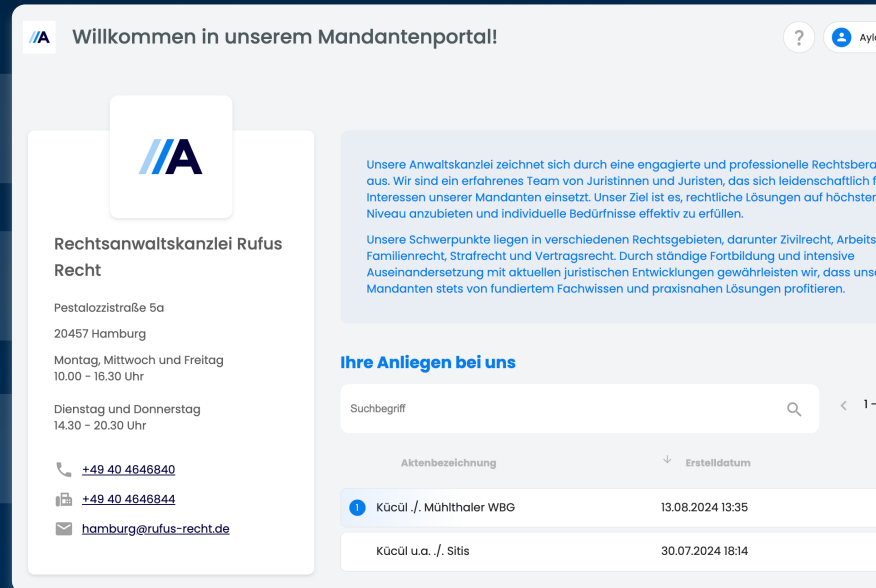 //A Willkommen in unserem Mandantenportal!
?
//A
Rechtsanwaltskanzlei Rufus
Recht
Pestalozzistraße 5a
20457 Hamburg
Montag, Mittwoch und Freitag
10.00 - 16.30 Uhr
Dienstag und Donnerstag
14.30 - 20.30 Uhr
+49 40 4646840
+49 40 4646844
hamburg@rufus-recht.de
Unsere Anwaltskanzlei zeichnet sich durch eine engagierte und professionelle
aus. Wir sind ein erfahrenes Team von Juristinnen und Juristen, das sich leidenschaftlich
Interessen unserer Mandanten einsetzt. Unser Ziel ist es, rechtliche Lösungen auf
Niveau anzubieten und individuelle Bedürfnisse effektiv zu erfüllen.
Unsere Schwerpunkte liegen in verschiedenen Rechtsgebieten, darunter Zivilrecht,
Familienrecht, Strafrecht und Vertragsrecht. Durch ständige Fortbildung und intensive
Auseinandersetzung mit aktuellen juristischen Entwicklungen gewährleisten wir, dass
Mandanten stets von fundiertem Fachwissen und praxisnahen Lösungen profitieren.
Ihre Anliegen bei uns
Suchbegriff
1 -
Aktenbezeichnung Erstelldatum
1 Kücül ./. Mühlthaler WBG 13.08.2024 13:35
Kücül u.a. ./. Sitis 30.07.2024 18:14